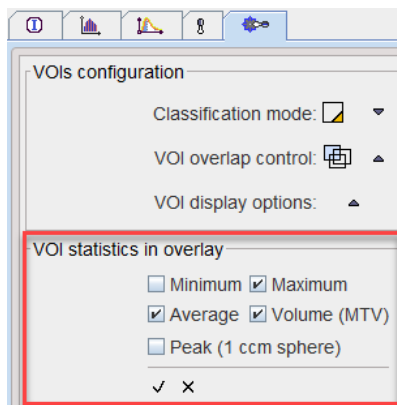 VOIs configuration
Classification mode:
VOI overlap control:
VOI display options:
VOI statistics in overlay
Minimum Maximum
Average Volume (MTV)
Peak (1 ccm sphere)